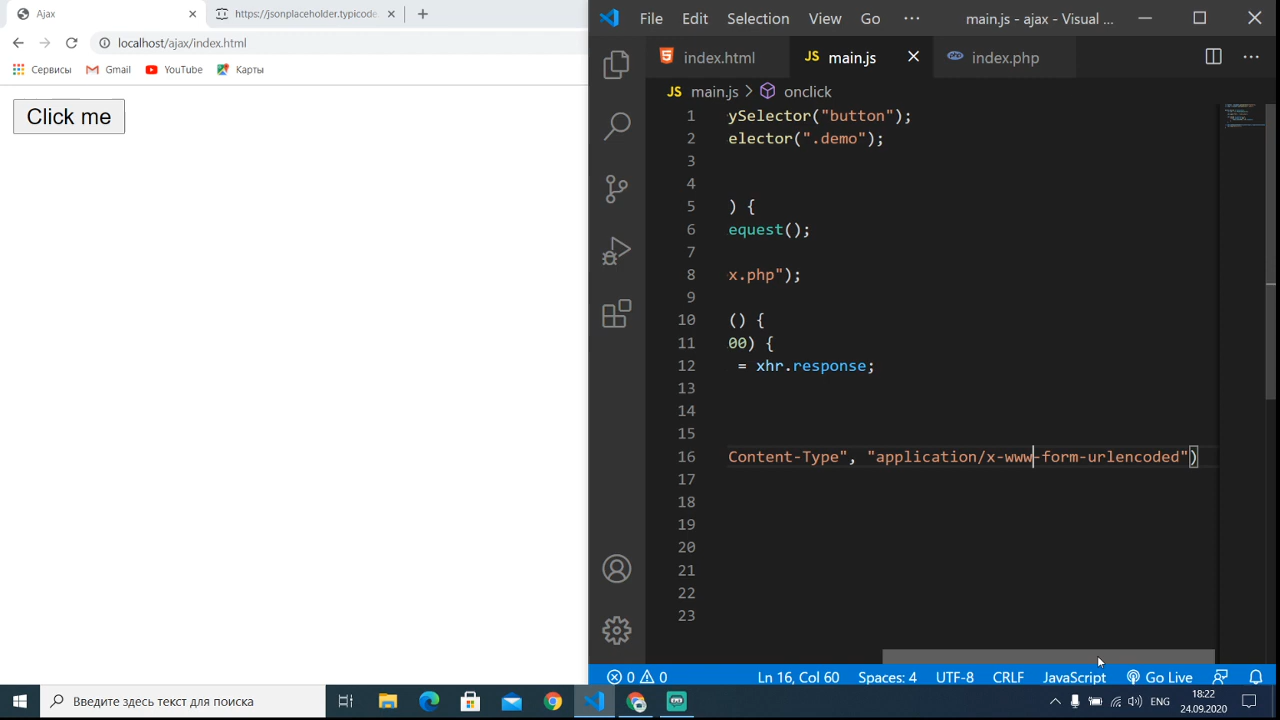 Ajax
https://jsonplaceholder.typicode.
localhost/ajax/index.html
Сервисы
Gmail
YouTube
Карты
Click me
File
Edit
Selection
View
Go
main.js - ajax - Visual ...
index.html
JS main.js
index.php
JS main.js > onclick
1 ySelector("button");
2 elector(".demo");
3
4
5 ) {
6 equest();
7
8 x.php");
9
10 () {
11 00) {
12 = xhr.response;
13
14
15
16 Content-Type", "application/x-www-form-urlencoded")
17
18
19
20
21
22
23
0 0
Ln 16, Col 60
Spaces: 4
UTF-8
CRLF
JavaScript
Go Live
Введите здесь текст для поиска
ENG
18:22
24.09.2020